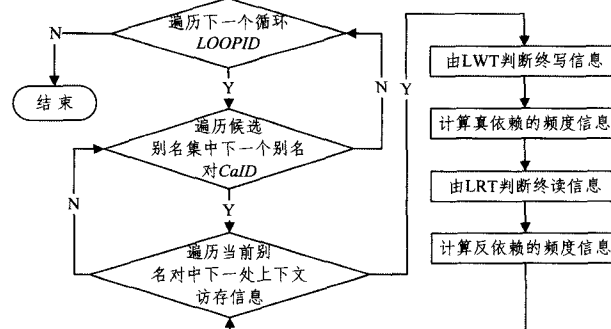 遍历下一个循环
LOOPID
N
结束
Y
N
Y
遍历候选
别名集中下一个别名
对CaID
N
Y
遍历当前别
名对中下一处上下文
访存信息
由LWT判断终写信息
计算真依赖的频度信息
由LRT判断终读信息
计算反依赖的频度信息